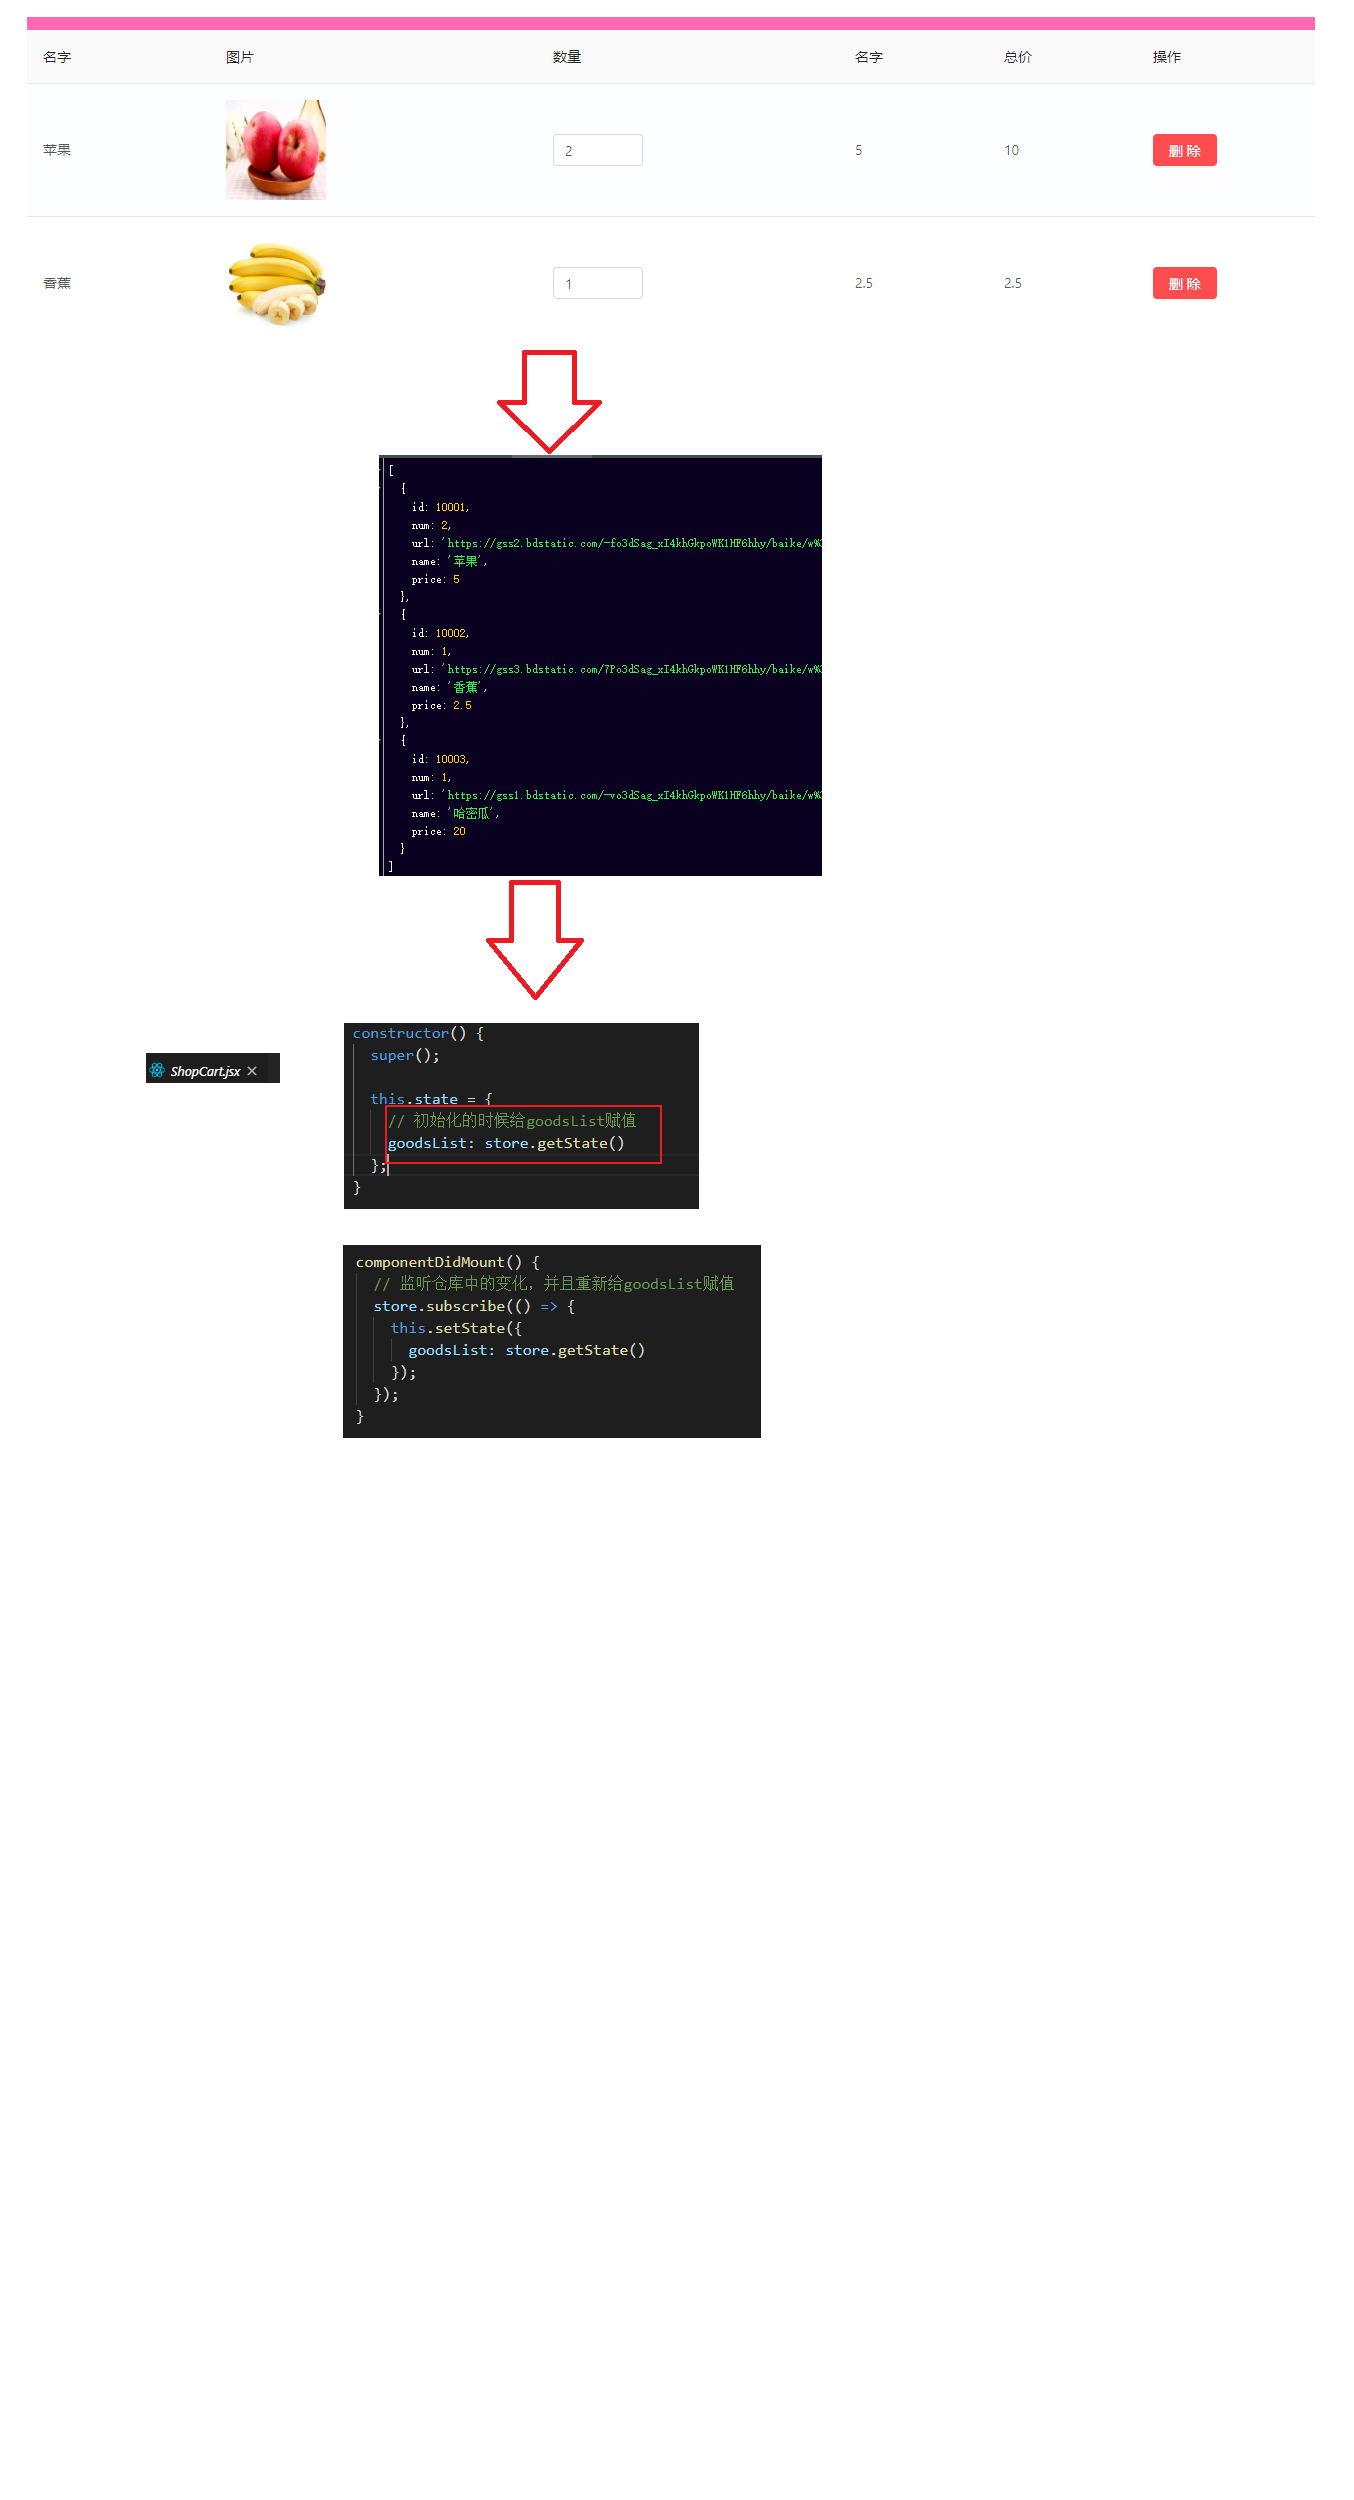 名字 图片 数量 名字 总价 操作
苹果 2 5 10 删 除
香蕉 1 2.5 2.5 删 除
[
{
id: 10001,
num: 2,
url: 'https://gss2.bdstatic.com/-fo3dSag_xI4khGkpoWK1HF6hhy/baike/w%
name: '苹果',
price: 5
},
{
id: 10002,
num: 1,
url: 'https://gss3.bdstatic.com/7Po3dSag_xI4khGkpoWK1HF6hhy/baike/w%
name: '香蕉',
price: 2.5
},
{
id: 10003,
num: 1,
url: 'https://gss1.bdstatic.com/-vo3dSag_xI4khGkpoWK1HF6hhy/baike/w%
name: '哈密瓜',
price: 20
}
]
ShopCart.jsx
constructor() {
super();
this.state = {
// 初始化的时候给goodsList赋值
goodsList: store.getState()
};
}
componentDidMount() {
// 监听仓库中的变化，并且重新给goodsList赋值
store.subscribe(() => {
this.setState({
goodsList: store.getState()
});
});
}